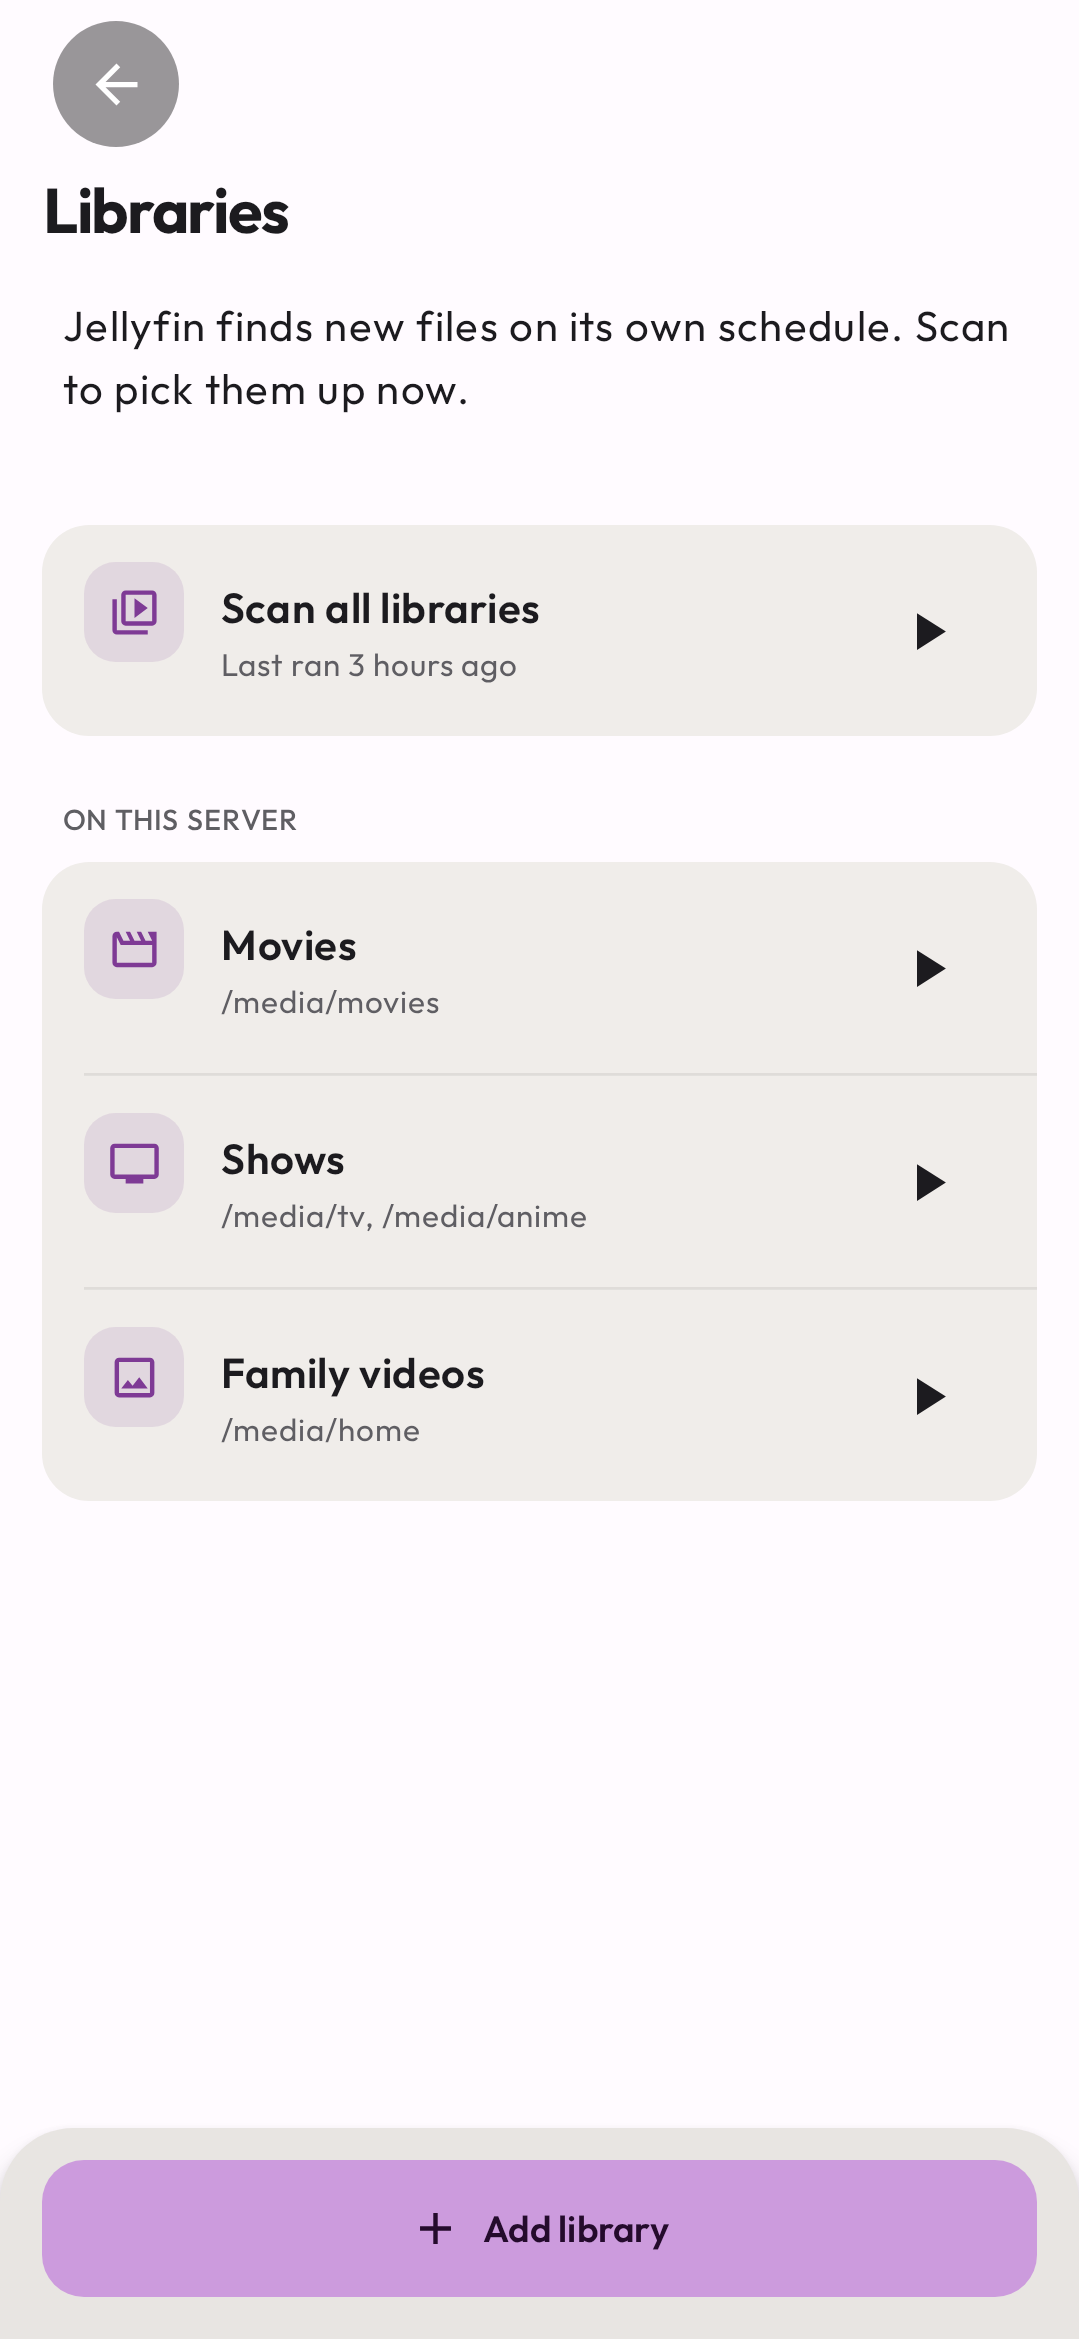 Libraries
Jellyfin finds new files on its own schedule. Scan
to pick them up now.
Scan all libraries
Last ran 3 hours ago
ON THIS SERVER
Movies
/media/movies
Shows
/media/tv, /media/anime
Family videos
/media/home
Add library